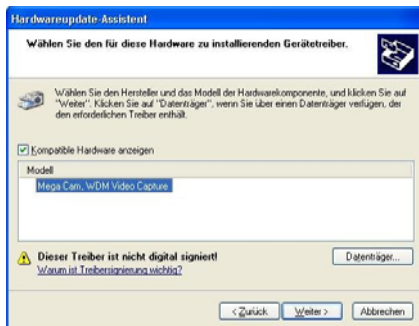 Hardwareupdate-Assistent
Wählen Sie den für diese Hardware zu installierenden Gerätetreiber.
Wählen Sie den Hersteller und das Modell der Hardwarekomponente, und klicken Sie auf
"Weiter". Klicken Sie auf "Datenträger", wenn Sie über einen Datenträger verfügen, der
den erforderlichen Treiber enthält.
Kompatible Hardware anzeigen
Modell
Mega Cam, WDM Video Capture
Dieser Treiber ist nicht digital signiert!
Datenträger...
Warum ist Treibersignierung wichtig?
< Zurück
Weiter >
Abbrechen